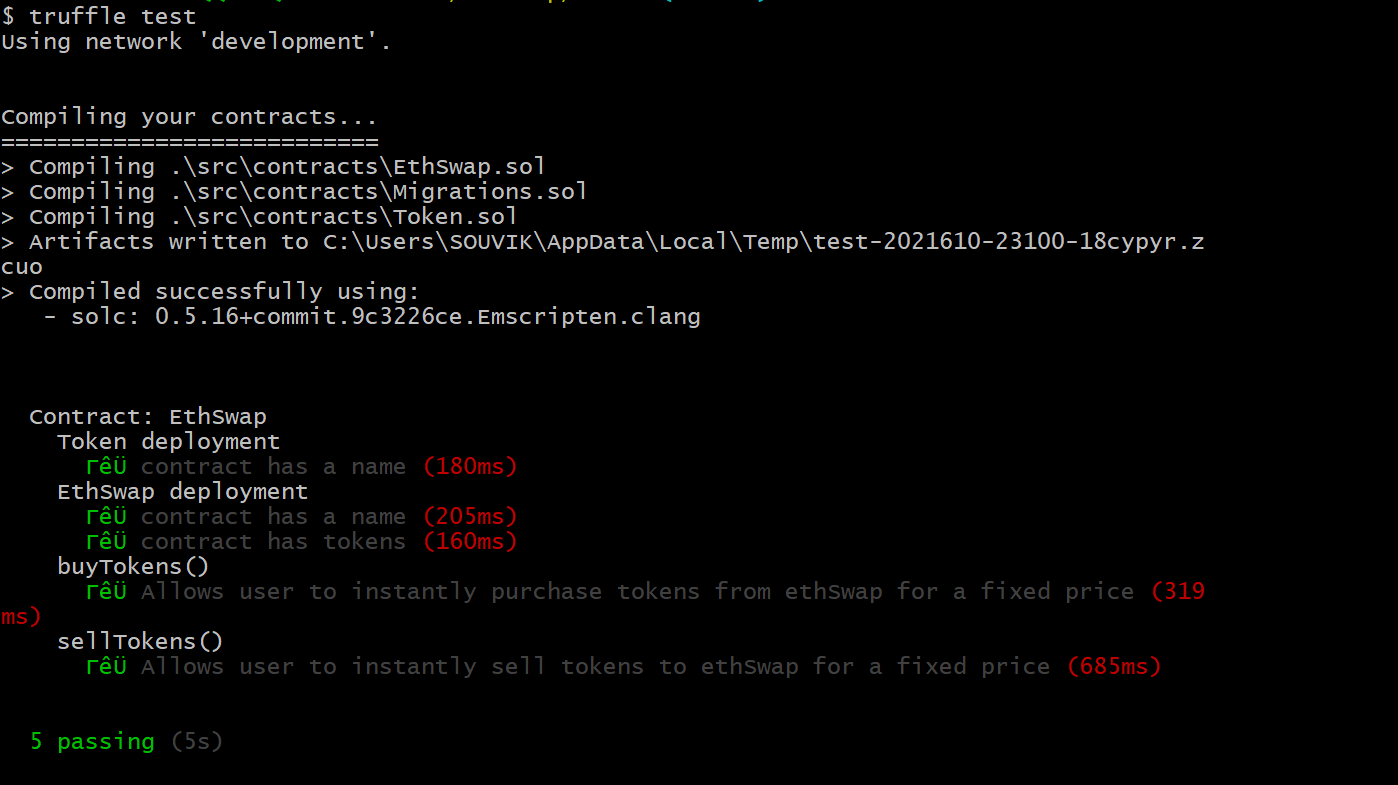 $ truffle test
Using network 'development'.
Compiling your contracts...
===========================
> Compiling .\src\contracts\EthSwap.sol
> Compiling .\src\contracts\Migrations.sol
> Compiling .\src\contracts\Token.sol
> Artifacts written to C:\Users\SOUVIK\AppData\Local\Temp\test-2021610-23100-18cypyr.z
cuo
> Compiled successfully using:
   - solc: 0.5.16+commit.9c3226ce.Emscripten.clang
  Contract: EthSwap
    Token deployment
      ΓêÜ contract has a name (180ms)
    EthSwap deployment
      ΓêÜ contract has a name (205ms)
      ΓêÜ contract has tokens (160ms)
    buyTokens()
      ΓêÜ Allows user to instantly purchase tokens from ethSwap for a fixed price (319
ms)
    sellTokens()
      ΓêÜ Allows user to instantly sell tokens to ethSwap for a fixed price (685ms)
  5 passing (5s)